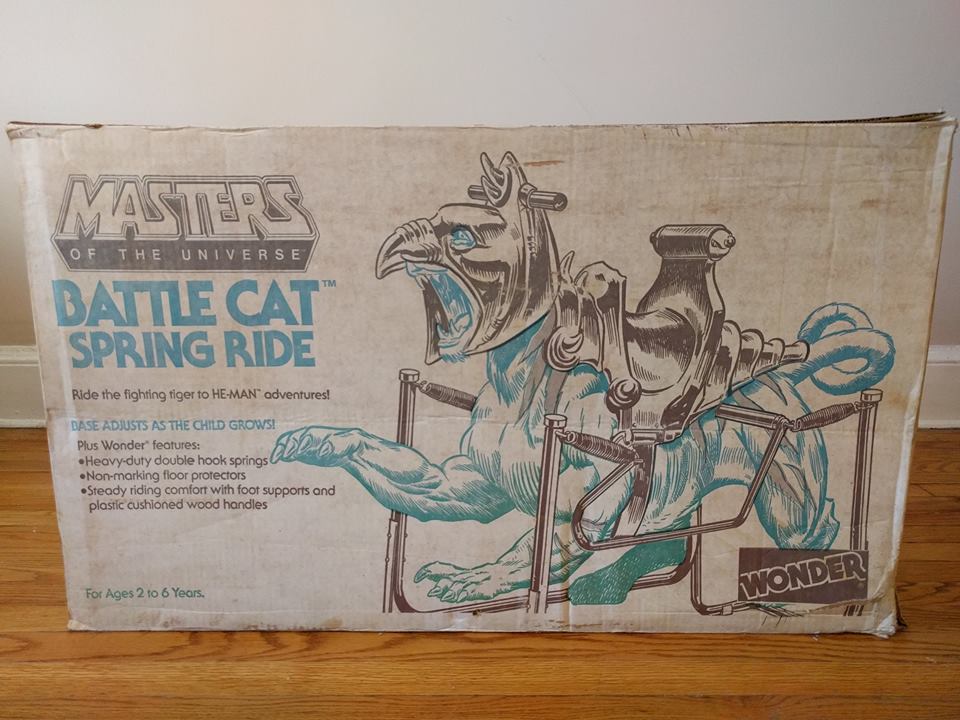 MASTERS
OF THE UNIVERSE
BATTLE CAT™
SPRING RIDE
Ride the fighting tiger to HE-MAN™ adventures!
BASE ADJUSTS AS THE CHILD GROWS!
Plus Wonder® features:
•Heavy-duty double hook springs
•Non-marking floor protectors
•Steady riding comfort with foot supports and
plastic cushioned wood handles
For Ages 2 to 6 Years.
WONDER